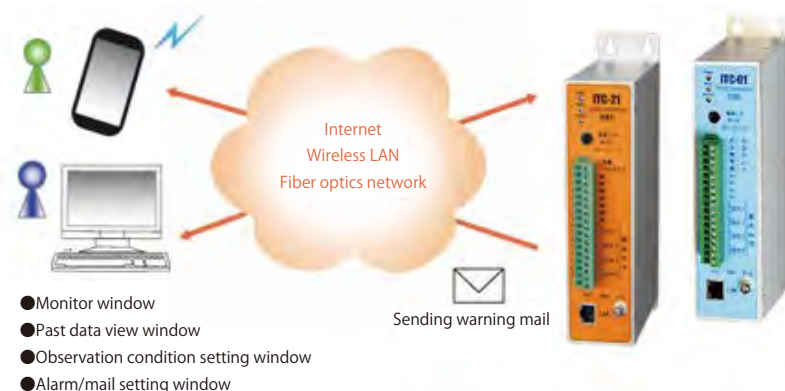 ITC-21
ITC-01
Internet
Wireless LAN
Fiber optics network
Sending warning mail
●Monitor window
●Past data view window
●Observation condition setting window
●Alarm/mail setting window